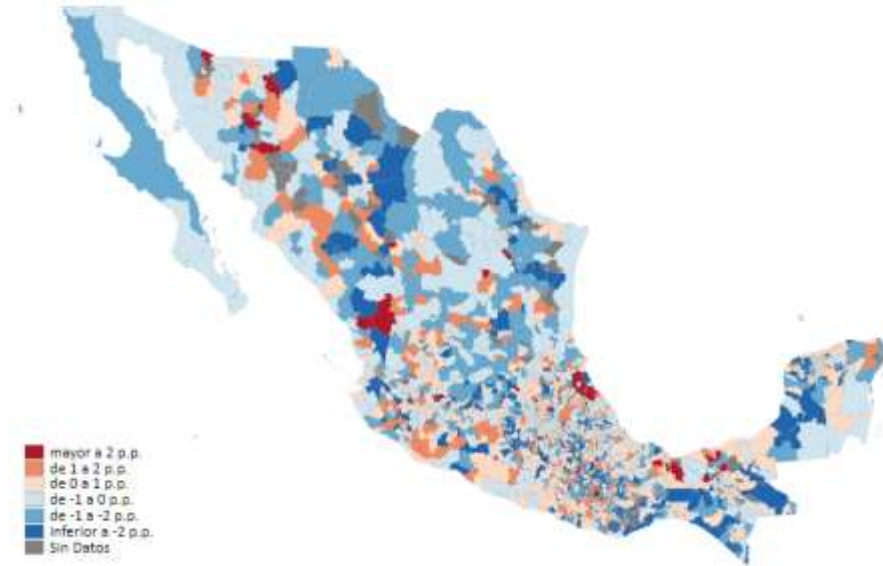 mayor a 2 p.p.
de 1 a 2 p.p.
de 0 a 1 p.p.
de -1 a 0 p.p.
de -1 a -2 p.p.
Inferior a -2 p.p.
Sin Datos